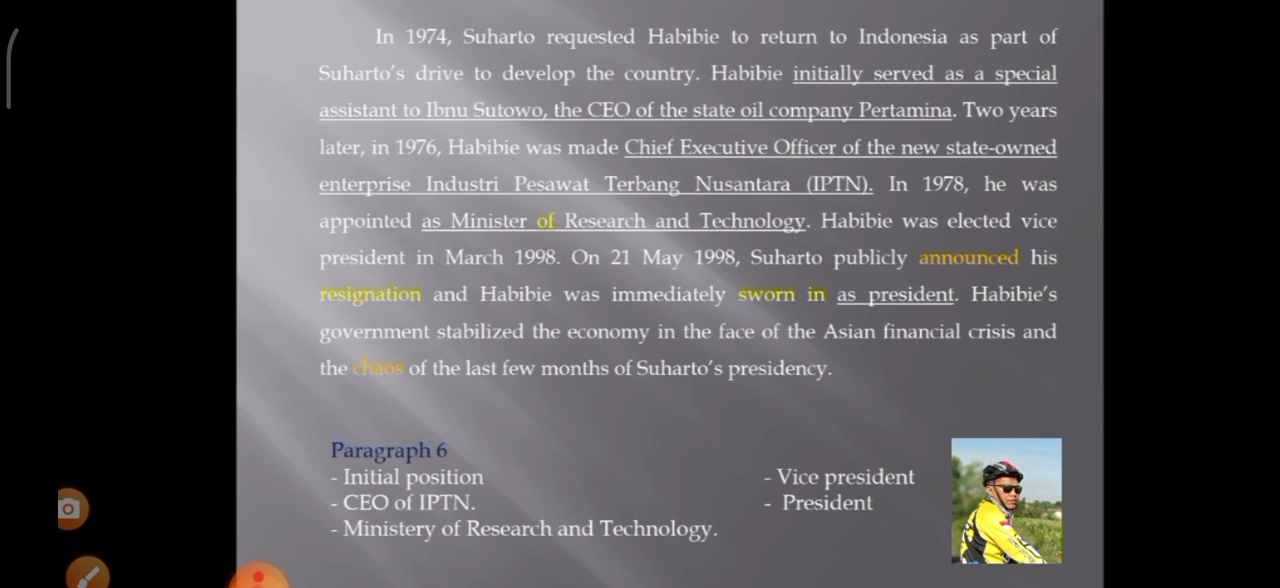 In 1974, Suharto requested Habibie to return to Indonesia as part of
Suharto's drive to develop the country. Habibie initially served as a special
assistant to Ibnu Sutowo, the CEO of the state oil company Pertamina. Two years
later, in 1976, Habibie was made Chief Executive Officer of the new state-owned
enterprise Industri Pesawat Terbang Nusantara (IPTN). In 1978, he was
appointed as Minister of Research and Technology. Habibie was elected vice
president in March 1998. On 21 May 1998, Suharto publicly announced his
resignation and Habibie was immediately sworn in as president. Habibie's
government stabilized the economy in the face of the Asian financial crisis and
the chaos of the last few months of Suharto's presidency.
Paragraph 6
- Initial position
- CEO of IPTN.
- Ministery of Research and Technology.
- Vice president
- President